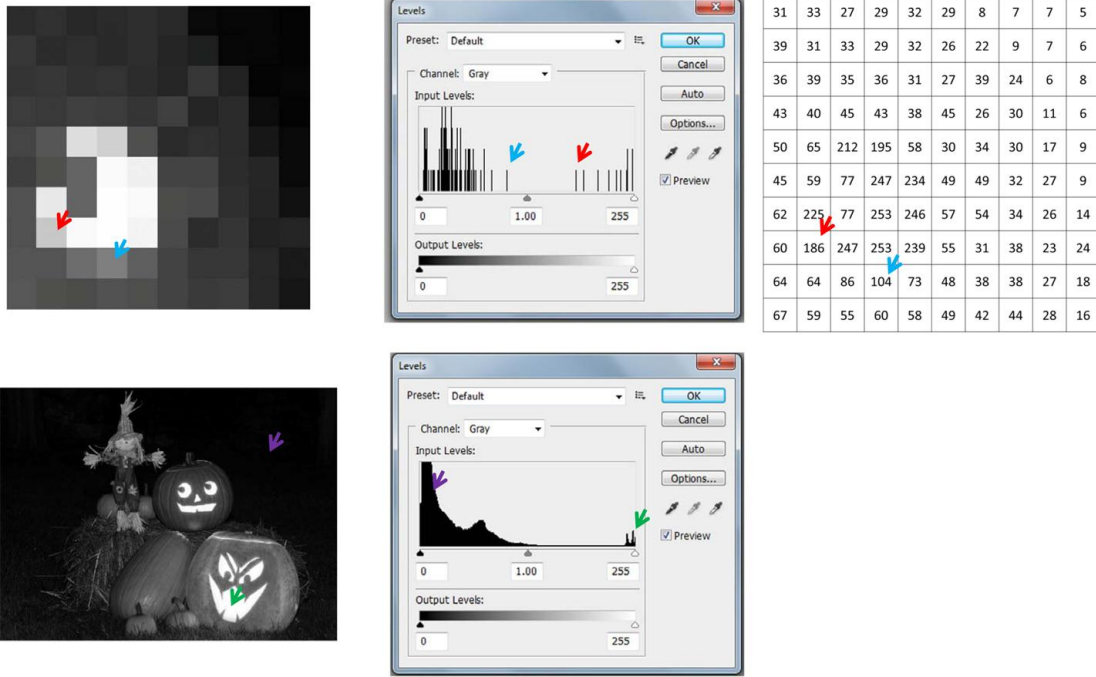 Levels
Preset: Default
OK
Cancel
Auto
Options...
Preview
Channel: Gray
Input Levels:
0 1.00 255
Output Levels:
0 255
31 33 27 29 32 29 8 7 7 5
39 31 33 29 32 26 22 9 7 6
36 39 35 36 31 27 39 24 6 8
43 40 45 43 38 45 26 30 11 6
50 65 212 195 58 30 34 30 17 9
45 59 77 247 234 49 49 32 27 9
62 225 77 253 246 57 54 34 26 14
60 186 247 253 239 55 31 38 23 24
64 64 86 104 73 48 38 38 27 18
67 59 55 60 58 49 42 44 28 16
Levels
Preset: Default
OK
Cancel
Auto
Options...
Preview
Channel: Gray
Input Levels:
0 1.00 255
Output Levels:
0 255